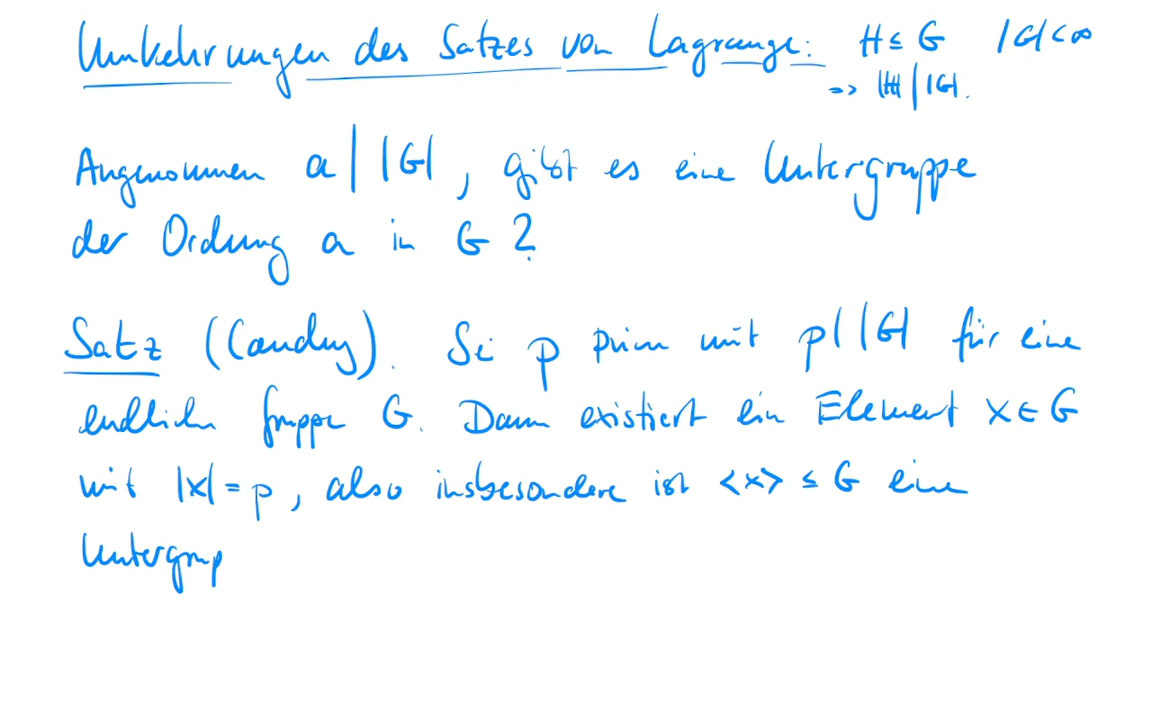 Umkehrungen des Satzes von Lagrange: H ≤ G |G| < ∞
=> |H| | |G|.
Angenommen a | |G|, gibt es eine Untergruppe
der Ordnung a in G?
Satz (Cauchy). Sei p prim mit p | |G| für eine
endliche Gruppe G. Dann existiert ein Element x ∈ G
mit |x| = p, also insbesondere ist <x> ≤ G eine
Untergrup